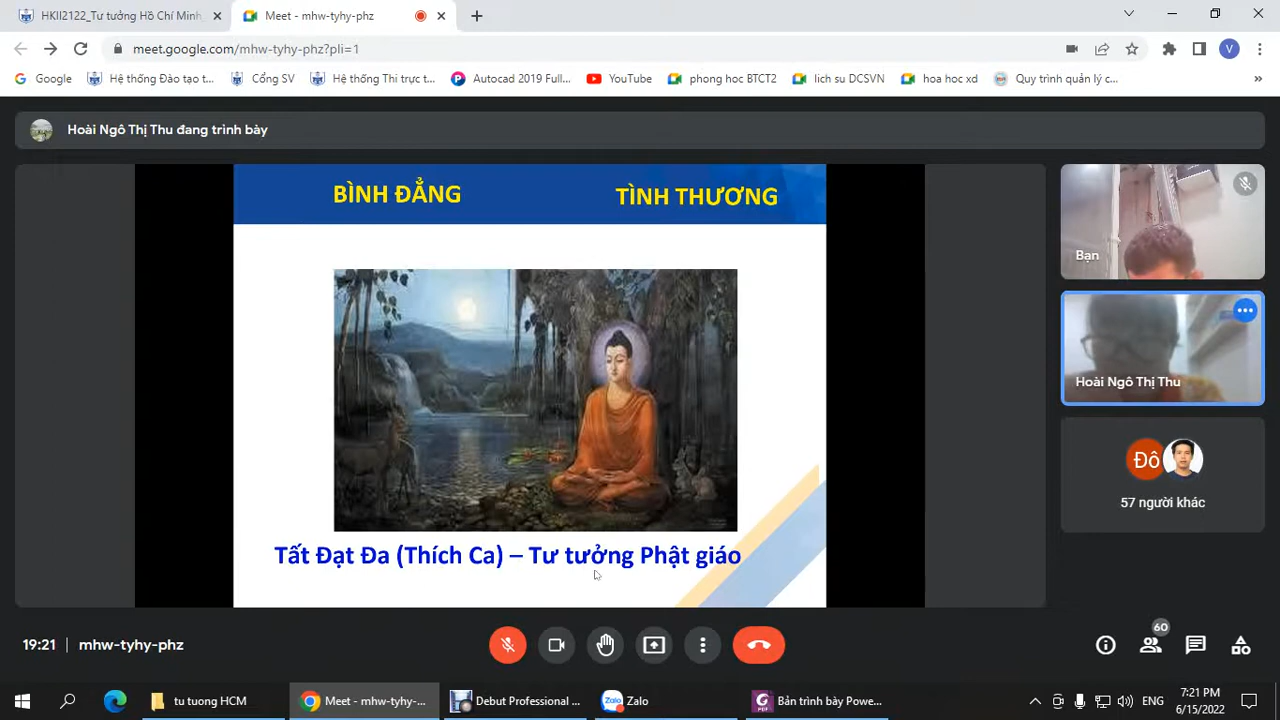 HKII2122_Tư tưởng Hồ Chí Minh
Meet - mhw-tyhy-phz
meet.google.com/mhw-tyhy-phz?pli=1
V
Google
Hệ thống Đào tạo t...
Cổng SV
Hệ thống Thi trực t...
Autocad 2019 Full...
YouTube
phong hoc BTCT2
lich su DCSVN
hoa hoc xd
Quy trình quản lý c...
»
Hoài Ngô Thị Thu đang trình bày
BÌNH ĐẲNG
TÌNH THƯƠNG
Tất Đạt Đa (Thích Ca) – Tư tưởng Phật giáo
Bạn
Hoài Ngô Thị Thu
Đô
57 người khác
19:21 | mhw-tyhy-phz
60
tu tuong HCM
Meet - mhw-tyhy-...
Debut Professional ...
Zalo
Zalo
PDF
Bản trình bày Powe...
ENG
7:21 PM
6/15/2022